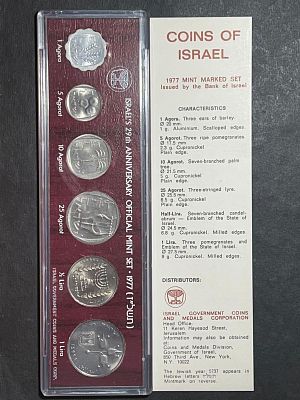 1 Agora
5 Agorot
10 Agorot
25 Agorot
½ Lira
1 Lira
ISRAEL'S 29th ANNIVERSARY OFFICIAL MINT SET - 1977 (תשל"ז)
ISRAEL GOVERNMENT COINS AND MEDALS CORP.
COINS OF
ISRAEL
1977 MINT MARKED SET
Issued by the Bank of Israel
CHARACTERISTICS
1 Agora. Three ears of barley.
Ø 20 mm.
1 g. Aluminium. Scalloped edges.
5 Agorot. Three ripe pomegranates.
Ø 17.5 mm
2.3 g. Cupronickel
Plain edge.
10 Agorot. Seven-branched palm
tree.
Ø 21.5 mm
5 g. Cupronickel
Plain edge.
25 Agorot. Three-stringed lyre.
Ø 25.5 mm.
6.5 g. Cupronickel
Plain edge.
Half-Lira. Seven-branched candel-
abrum — Emblem of the State of
Israel.
Ø 24.5 mm
6.8 g. Cupronickel. Milled edges.
1 Lira. Three pomegranates and
Emblem of the State of Israel.
Ø 27.5 mm.
9 g. Cupronickel. Milled edges.
DISTRIBUTORS:
ISRAEL GOVERNMENT COINS
AND MEDALS CORPORATION
Head Office:
11 Keren, Hayesod Street,
Jerusalem
Information may also be obtained
at:
Coins and Medals Division,
Government of Israel,
350 Third Ave., New York,
N.Y. 10022
The Jewish year 5737 appears in
Hebrew letters תשל"ז
Mintmark on reverse.